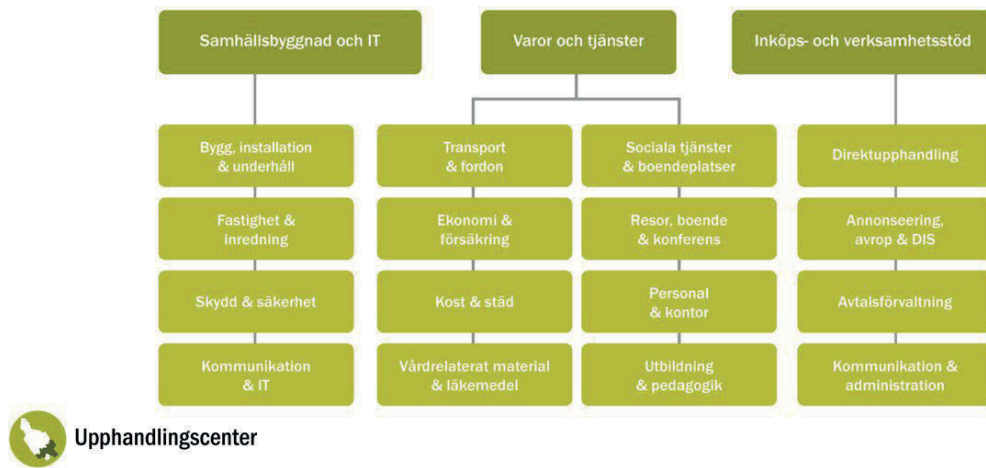 Samhällsbyggnad och IT
Varor och tjänster
Inköps- och verksamhetsstöd
Bygg, installation
& underhåll
Transport
& fordon
Sociala tjänster
& boendeplatser
Direktupphandling
Fastighet &
inredning
Ekonomi &
försäkring
Resor, boende
& konferens
Annonseering,
avrop & DIS
Skydd & säkerhet
Kost & städ
Personal
& kontor
Avtalsförvaltning
Kommunikation
& IT
Vårdrelaterat material
& läkemedel
Utbildning
& pedagogik
Kommunikation &
administration
Upphandlingscenter